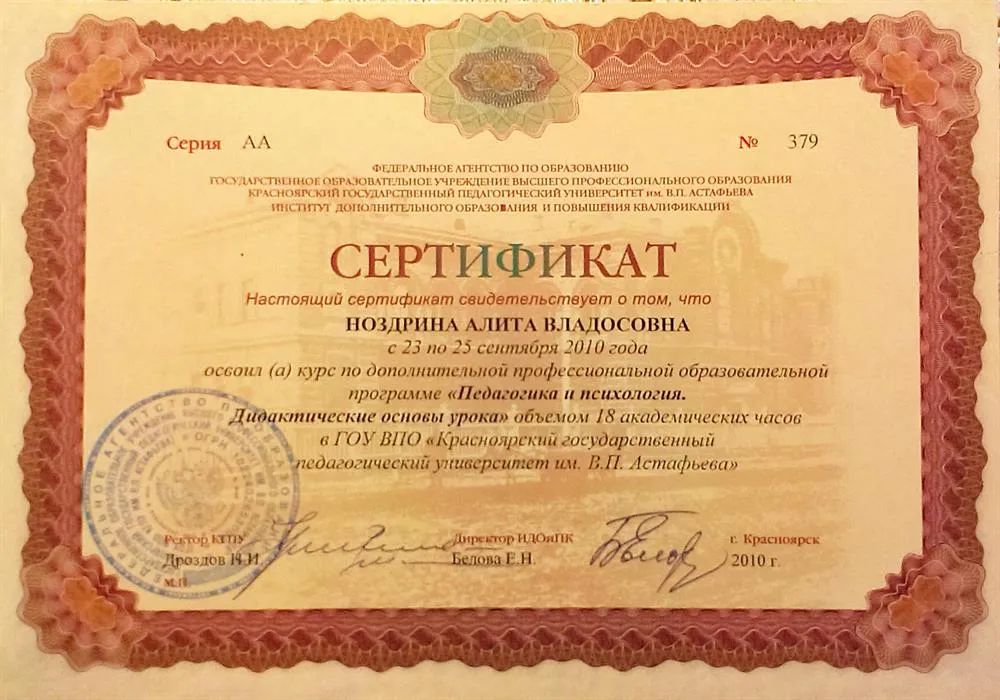 Серия АА № 379
ФЕДЕРАЛЬНОЕ АГЕНТСТВО ПО ОБРАЗОВАНИЮ
ГОСУДАРСТВЕННОЕ ОБРАЗОВАТЕЛЬНОЕ УЧРЕЖДЕНИЕ ВЫСШЕГО ПРОФЕССИОНАЛЬНОГО ОБРАЗОВАНИЯ
КРАСНОЯРСКИЙ ГОСУДАРСТВЕННЫЙ ПЕДАГОГИЧЕСКИЙ УНИВЕРСИТЕТ им. В.П. АСТАФЬЕВА
ИНСТИТУТ ДОПОЛНИТЕЛЬНОГО ОБРАЗОВАНИЯ И ПОВЫШЕНИЯ КВАЛИФИКАЦИИ
СЕРТИФИКАТ
Настоящий сертификат свидетельствует о том, что
НОЗДРИНА АЛИТА ВЛАДОСОВНА
с 23 по 25 сентября 2010 года
освоил (а) курс по дополнительной профессиональной образовательной
программе «Педагогика и психология.
Дидактические основы урока» объемом 18 академических часов
в ГОУ ВПО «Красноярский государственный
педагогический университет им. В.П. Астафьева»
Ректор КГПУ Директор ИДОиПК г. Красноярск
Дроздов Н.И. Белова Е.Н. 2010 г.
М.П.